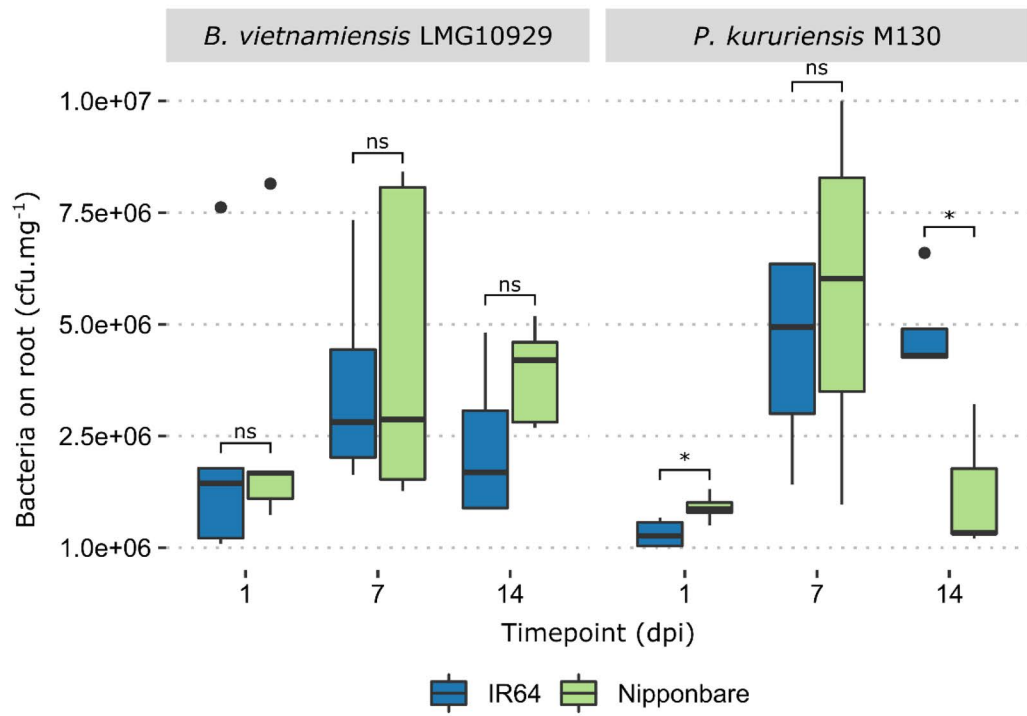 B. vietnamiensis LMG10929
P. kururiensis M130
Bacteria on root (cfu.mg⁻¹)
1.0e+07
7.5e+06
5.0e+06
2.5e+06
1.0e+06
ns
ns
ns
*
ns
*
1
7
14
1
7
14
Timepoint (dpi)
IR64
Nipponbare